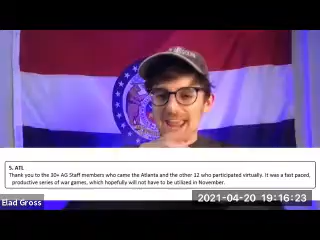 5. ATL
Thank you to the 30+ AG Staff members who came the Atlanta and the other 12 who participated virtually. It was a fast paced,
productive series of war games, which hopefully will not have to be utilized in November.
Elad Gross
2021-04-20 19:16:23